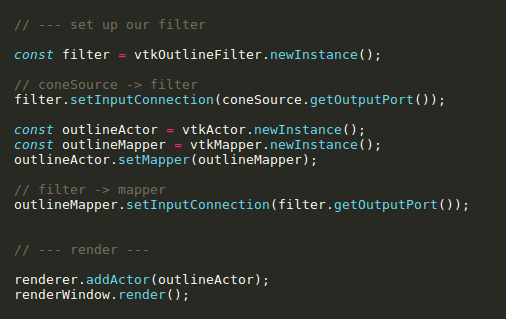 // --- set up our filter
const filter = vtkOutlineFilter.newInstance();
// coneSource -> filter
filter.setInputConnection(coneSource.getOutputPort());
const outlineActor = vtkActor.newInstance();
const outlineMapper = vtkMapper.newInstance();
outlineActor.setMapper(outlineMapper);
// filter -> mapper
outlineMapper.setInputConnection(filter.getOutputPort());
// --- render ---
renderer.addActor(outlineActor);
renderWindow.render();